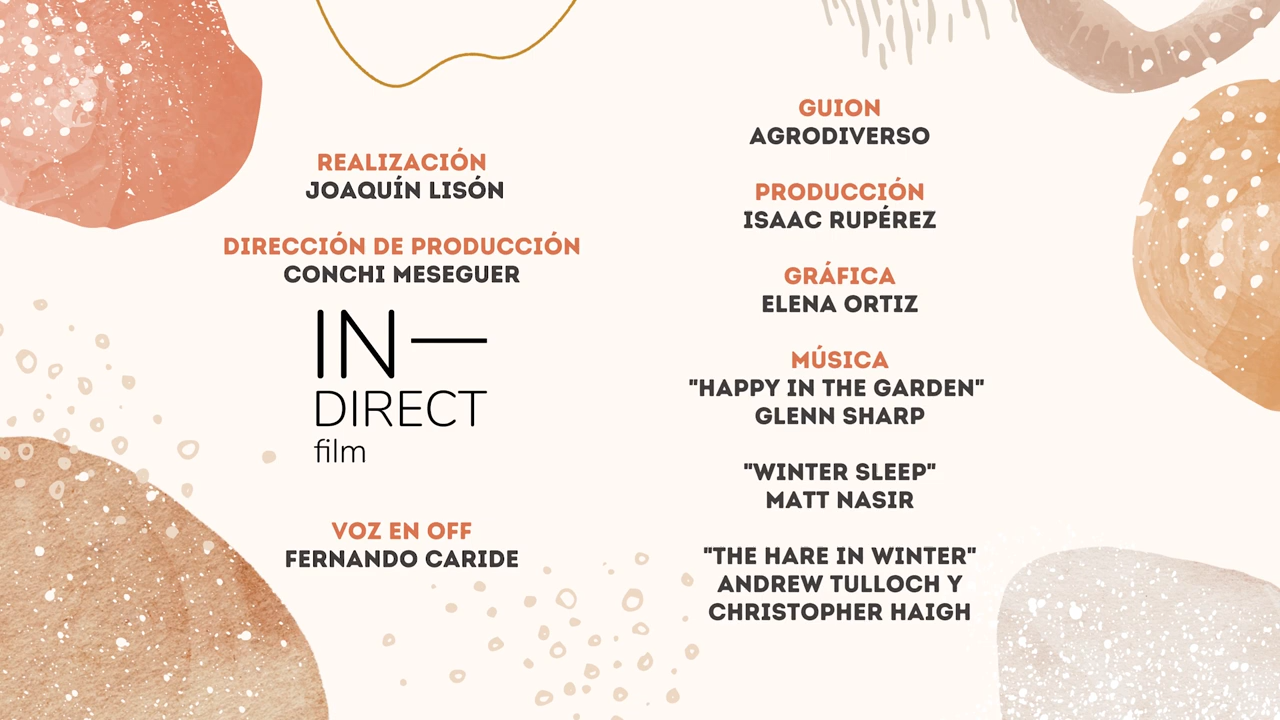 REALIZACIÓN
JOAQUÍN LISÓN
DIRECCIÓN DE PRODUCCIÓN
CONCHI MESEGUER
IN—
DIRECT
film
VOZ EN OFF
FERNANDO CARIDE
GUION
AGRODIVERSO
PRODUCCIÓN
ISAAC RUPÉREZ
GRÁFICA
ELENA ORTIZ
MÚSICA
"HAPPY IN THE GARDEN"
GLENN SHARP
"WINTER SLEEP"
MATT NASIR
"THE HARE IN WINTER"
ANDREW TULLOCH Y
CHRISTOPHER HAIGH